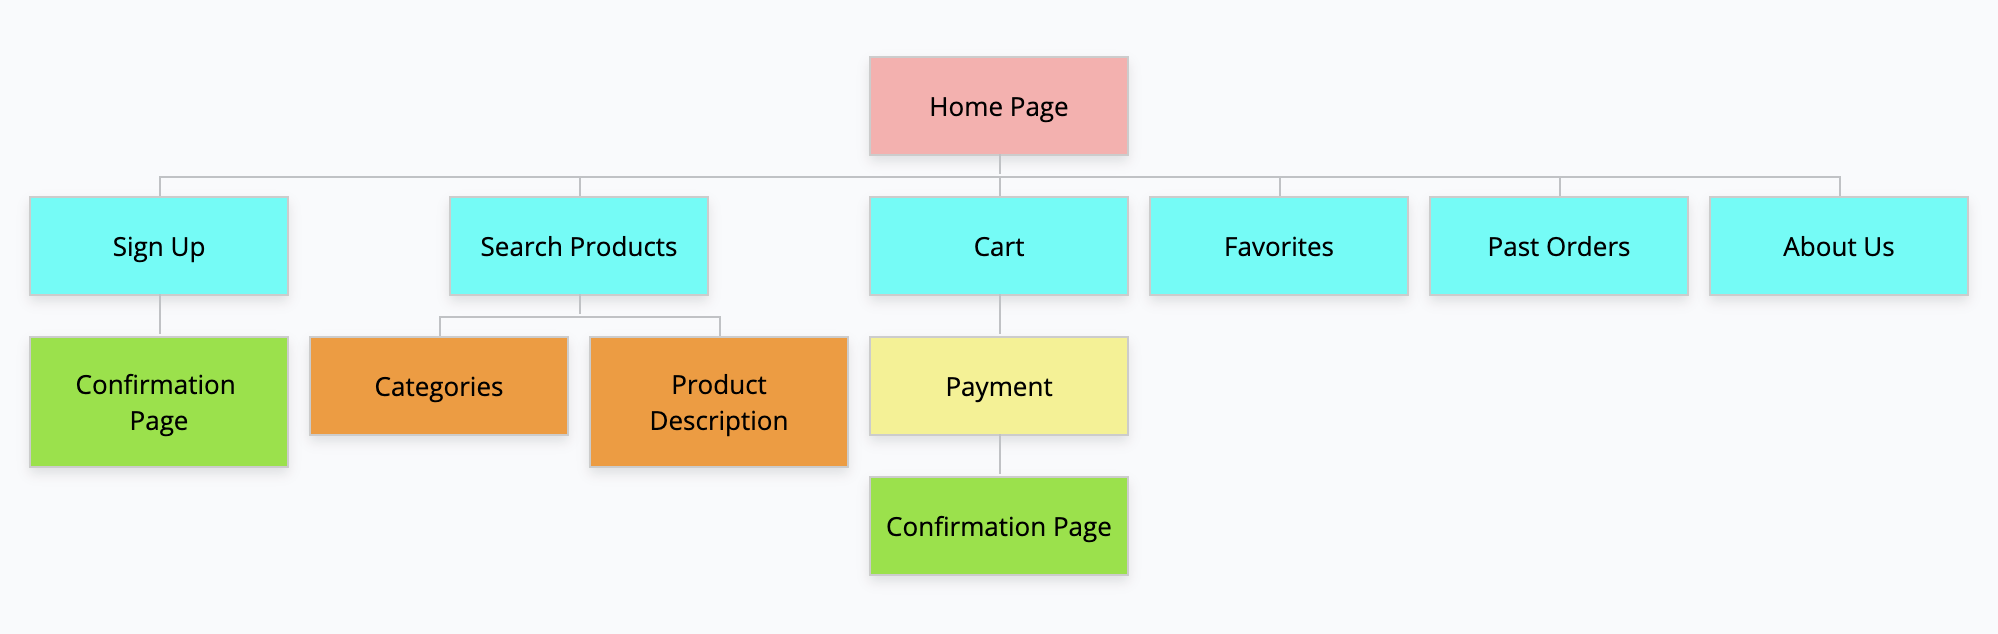 Home Page
Sign Up
Search Products
Cart
Favorites
Past Orders
About Us
Confirmation
Page
Categories
Product
Description
Payment
Confirmation Page